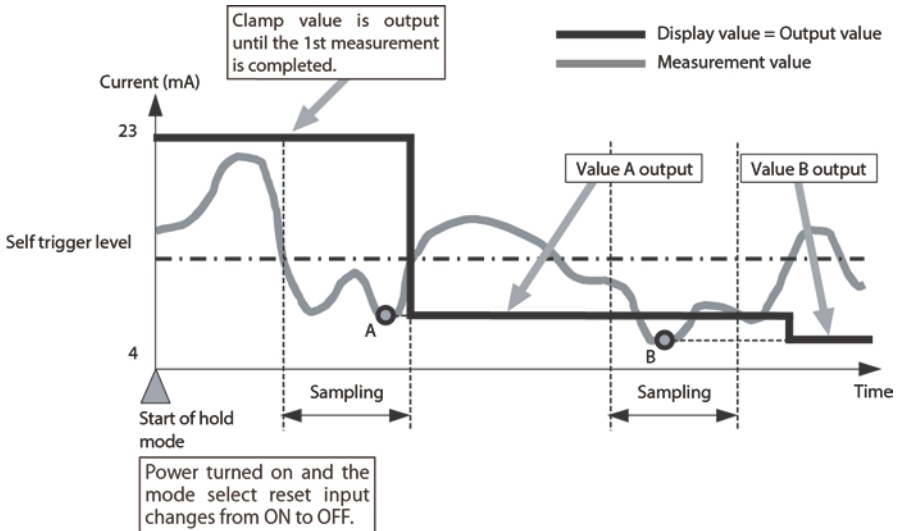 Clamp value is output
until the 1st measurement
is completed.
Display value = Output value
Measurement value
Current (mA)
23
Value A output
Value B output
Self trigger level
A
B
4
Sampling
Sampling
Time
Start of hold
mode
Power turned on and the
mode select reset input
changes from ON to OFF.